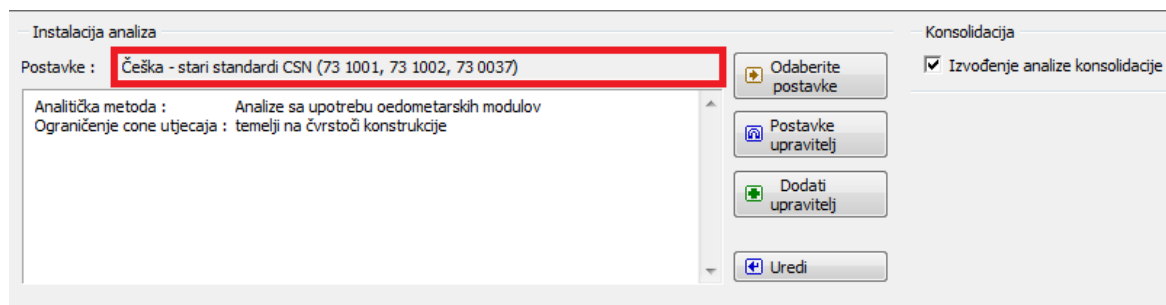 Instalacija analiza
Konsolidacija
Postavke : Češka - stari standardi CSN (73 1001, 73 1002, 73 0037)
Odaberite
postavke
Izvođenje analize konsolidacije
Analitička metoda : Analize sa upotrebu oedometarskih modulov
Ograničenje cone utjecaja : temelji na čvrstoči konstrukcije
Postavke
upravitelj
Dodati
upravitelj
Uredi